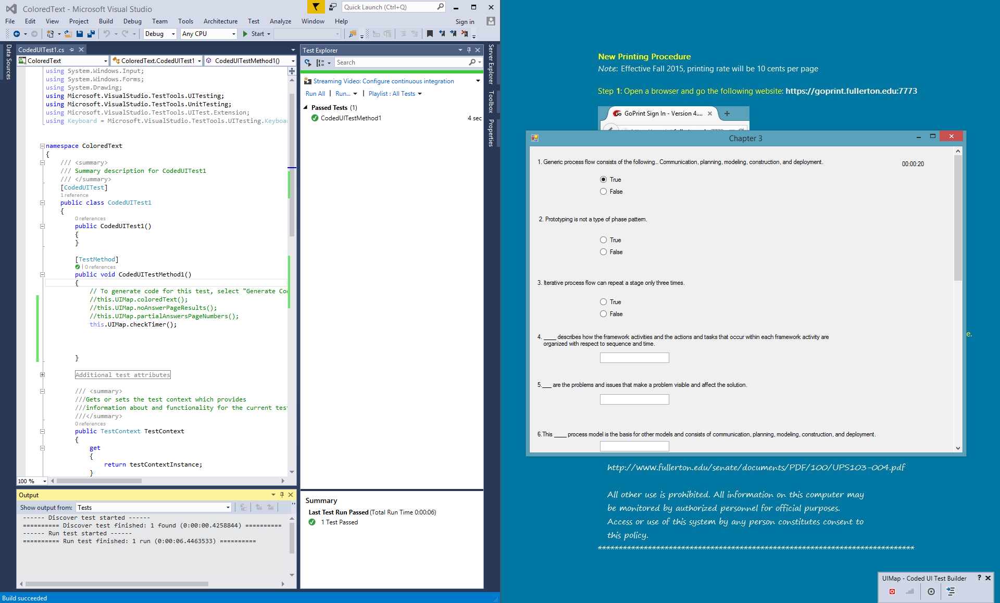 ColoredText - Microsoft Visual Studio
Quick Launch (Ctrl+Q)
File Edit View Project Build Debug Team Tools Architecture Test Analyze Window Help
Sign in
Debug Any CPU Start
Data Sources
CodedUITest1.cs
ColoredText ColoredText.CodedUITest1 CodedUITestMethod1()
using System.Windows.Input;
using System.Windows.Forms;
using System.Drawing;
using Microsoft.VisualStudio.TestTools.UITesting;
using Microsoft.VisualStudio.TestTools.UnitTesting;
using Microsoft.VisualStudio.TestTools.UITest.Extension;
using Keyboard = Microsoft.VisualStudio.TestTools.UITesting.Keyboar
namespace ColoredText
{
/// <summary>
/// Summary description for CodedUITest1
/// </summary>
[CodedUITest]
1 reference
public class CodedUITest1
{
0 references
public CodedUITest1()
{
}
[TestMethod]
| 0 references
public void CodedUITestMethod1()
{
// To generate code for this test, select "Generate Co
//this.UIMap.coloredText();
//this.UIMap.noAnswerPageResults();
//this.UIMap.partialAnswersPageNumbers();
this.UIMap.checkTimer();
}
Additional test attributes
/// <summary>
///Gets or sets the test context which provides
///information about and functionality for the current tes
///</summary>
0 references
public TestContext TestContext
{
get
{
return testContextInstance;
}
100 %
Output
Show output from: Tests
------ Discover test started ------
========== Discover test finished: 1 found (0:00:00.4258844) ==========
------ Run test started ------
========== Run test finished: 1 run (0:00:06.4463533) ==========
Build succeeded
Test Explorer
Search
Streaming Video: Configure continuous integration
Run All | Run... | Playlist : All Tests
Passed Tests (1)
CodedUITestMethod1 4 sec
Summary
Last Test Run Passed (Total Run Time 0:00:06)
1 Test Passed
Server Explorer
Toolbox
Properties
New Printing Procedure
Note: Effective Fall 2015, printing rate will be 10 cents per page
Step 1: Open a browser and go the following website: https://goprint.fullerton.edu:7773
GoPrint Sign In - Version 4....
Chapter 3
1. Generic process flow consists of the following... Communication, planning, modeling, construction, and deployment.
00:00:20
True
False
2. Prototyping is not a type of phase pattern.
True
False
3. Iterative process flow can repeat a stage only three times.
True
False
4. ____ describes how the framework activities and the actions and tasks that occur within each framework activity are
organized with respect to sequence and time.
5.___ are the problems and issues that make a problem visible and affect the solution.
6.This ____ process model is the basis for other models and consists of communication, planning, modeling, construction, and deployment.
e.
http://www.fullerton.edu/senate/documents/PDF/100/UPS103-004.pdf
All other use is prohibited. All information on this computer may
be monitored by authorized personnel for official purposes.
Access or use of this system by any person constitutes consent to
this policy.
UIMap - Coded UI Test Builder